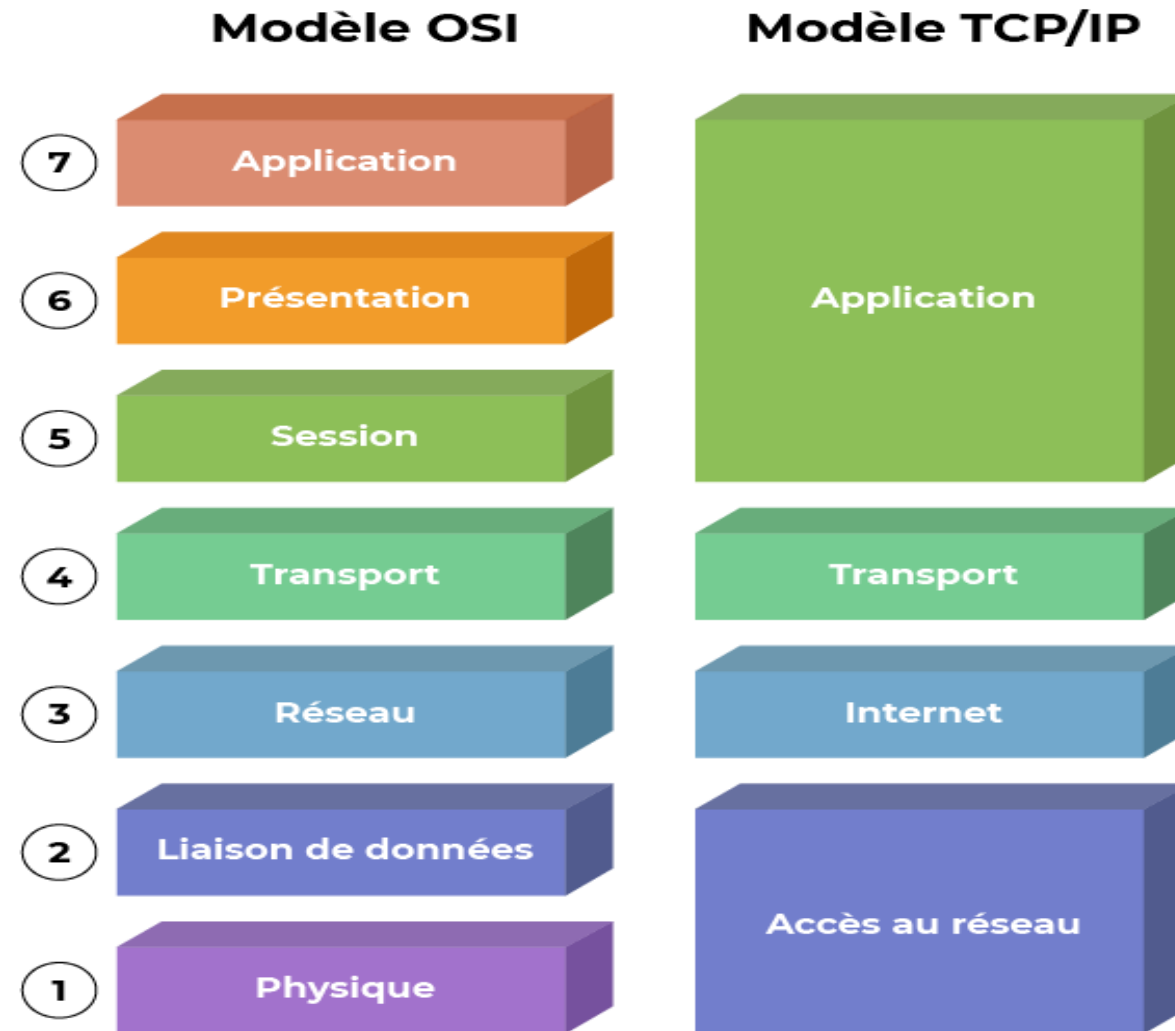 Modèle OSI
Modèle TCP/IP
7
Application
6
Présentation
Application
5
Session
4
Transport
Transport
3
Réseau
Internet
2
Liaison de données
Accès au réseau
1
Physique